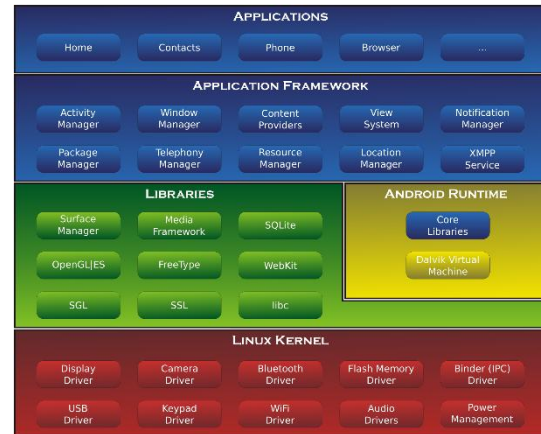 APPLICATIONS
Home
Contacts
Phone
Browser
...
APPLICATION FRAMEWORK
Activity
Manager
Window
Manager
Content
Providers
View
System
Notification
Manager
Package
Manager
Telephony
Manager
Resource
Manager
Location
Manager
XMPP
Service
LIBRARIES
Surface
Manager
Media
Framework
SQLite
OpenGL|ES
FreeType
WebKit
SGL
SSL
libc
ANDROID RUNTIME
Core
Libraries
Dalvik Virtual
Machine
LINUX KERNEL
Display
Driver
Camera
Driver
Bluetooth
Driver
Flash Memory
Driver
Binder (IPC)
Driver
USB
Driver
Keypad
Driver
WiFi
Driver
Audio
Drivers
Power
Management